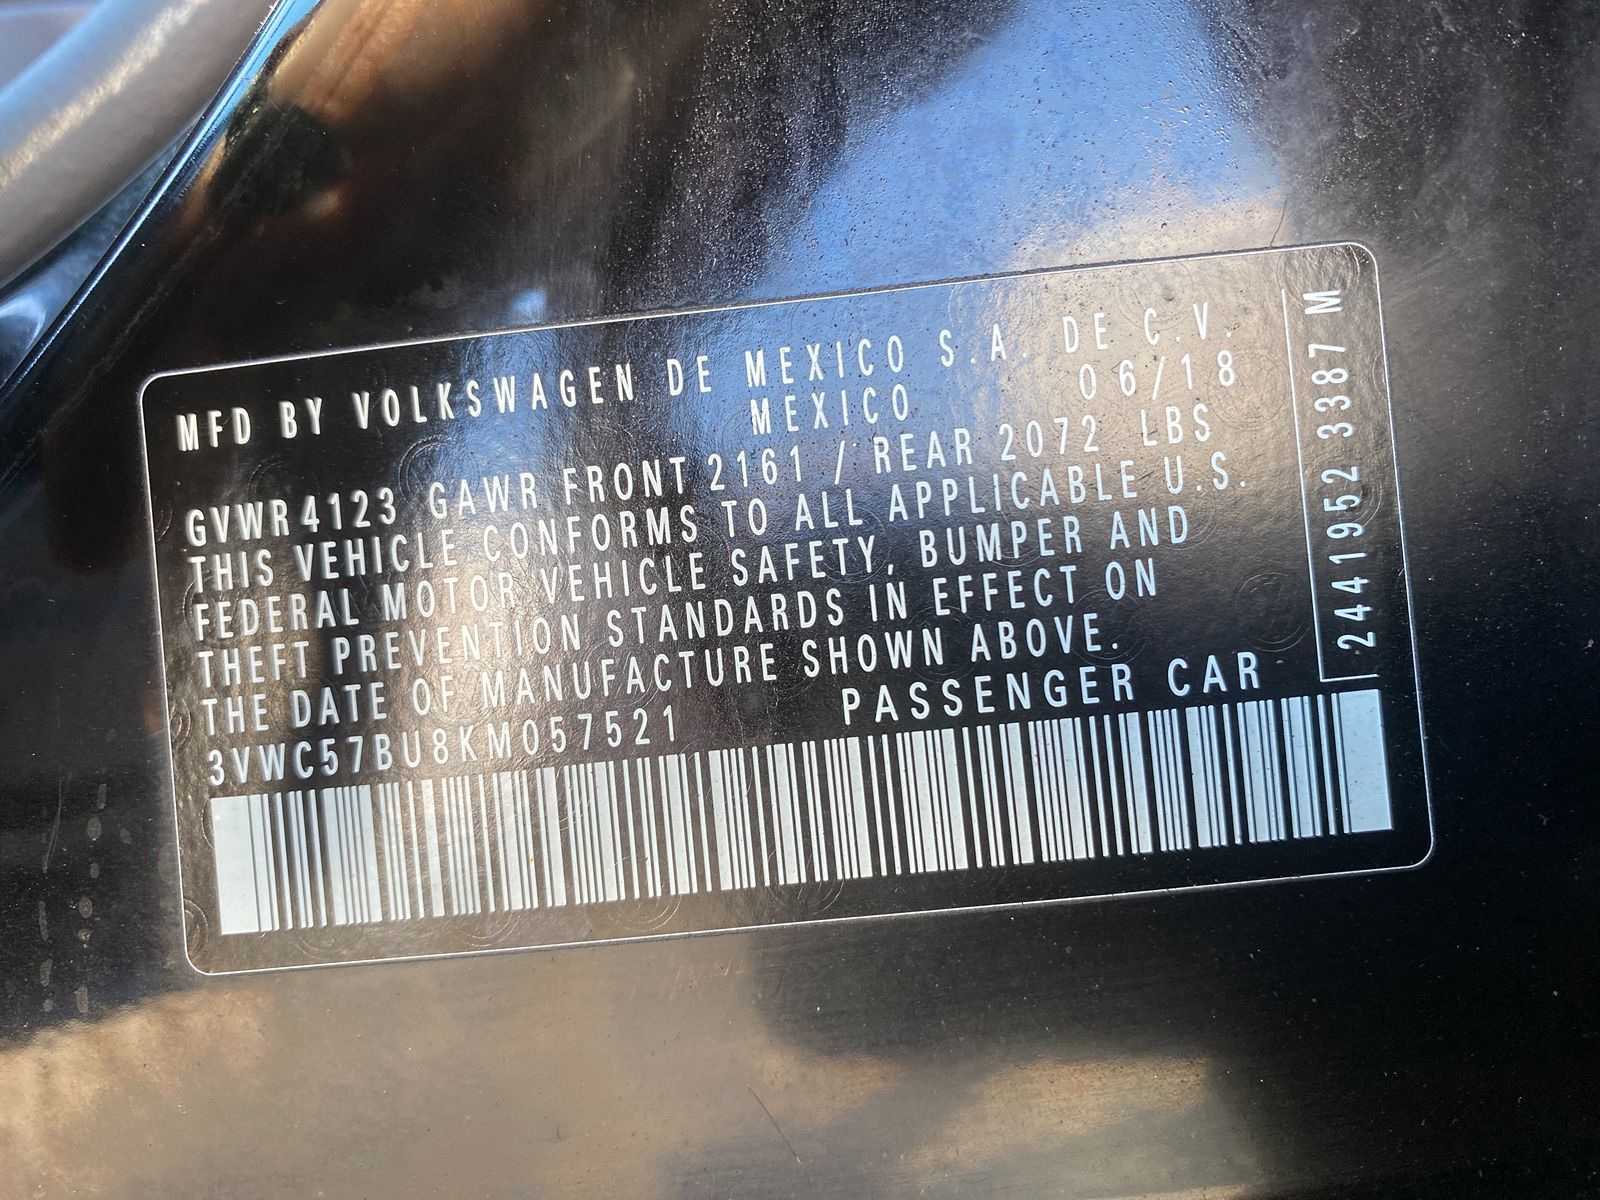 MFD BY VOLKSWAGEN DE MEXICO S.A. DE C.V.
MEXICO 06/18
GVWR 4123 GAWR FRONT 2161 / REAR 2072 LBS
THIS VEHICLE CONFORMS TO ALL APPLICABLE U.S.
FEDERAL MOTOR VEHICLE SAFETY, BUMPER AND
THEFT PREVENTION STANDARDS IN EFFECT ON
THE DATE OF MANUFACTURE SHOWN ABOVE.
3VWC57BU8KM057521 PASSENGER CAR
2441952 3387 M